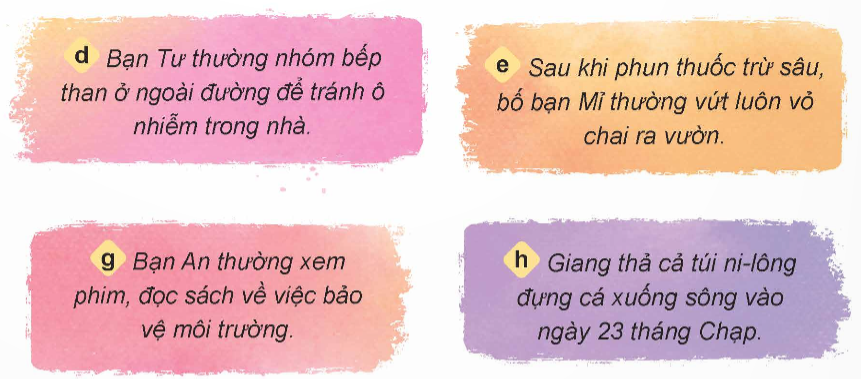 d Bạn Tư thường nhóm bếp
than ở ngoài đường để tránh ô
nhiễm trong nhà.
e Sau khi phun thuốc trừ sâu,
bố bạn Mỉ thường vứt luôn vỏ
chai ra vườn.
g Bạn An thường xem
phim, đọc sách về việc bảo
vệ môi trường.
h Giang thả cả túi ni-lông
đựng cá xuống sông vào
ngày 23 tháng Chạp.